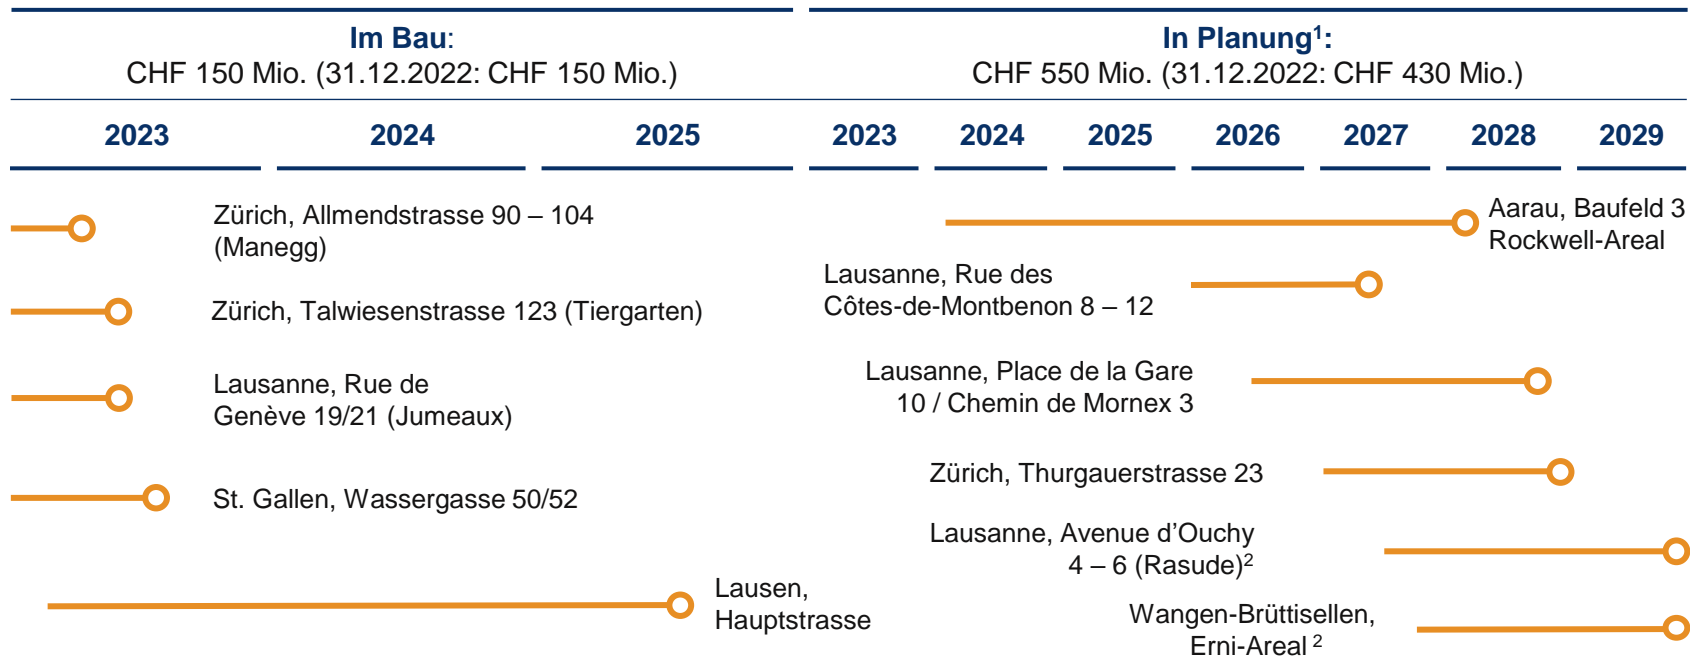 Im Bau:
CHF 150 Mio. (31.12.2022: CHF 150 Mio.)
2023 2024 2025
Zürich, Allmendstrasse 90 – 104
(Manegg)
Zürich, Talwiesenstrasse 123 (Tiergarten)
Lausanne, Rue de
Genève 19/21 (Jumeaux)
St. Gallen, Wassergasse 50/52
Lausen,
Hauptstrasse
In Planung¹:
CHF 550 Mio. (31.12.2022: CHF 430 Mio.)
2023 2024 2025 2026 2027 2028 2029
Aarau, Baufeld 3
Rockwell-Areal
Lausanne, Rue des
Côtes-de-Montbenon 8 – 12
Lausanne, Place de la Gare
10 / Chemin de Mornex 3
Zürich, Thurgauerstrasse 23
Lausanne, Avenue d’Ouchy
4 – 6 (Rasude)²
Wangen-Brüttisellen,
Erni-Areal ²